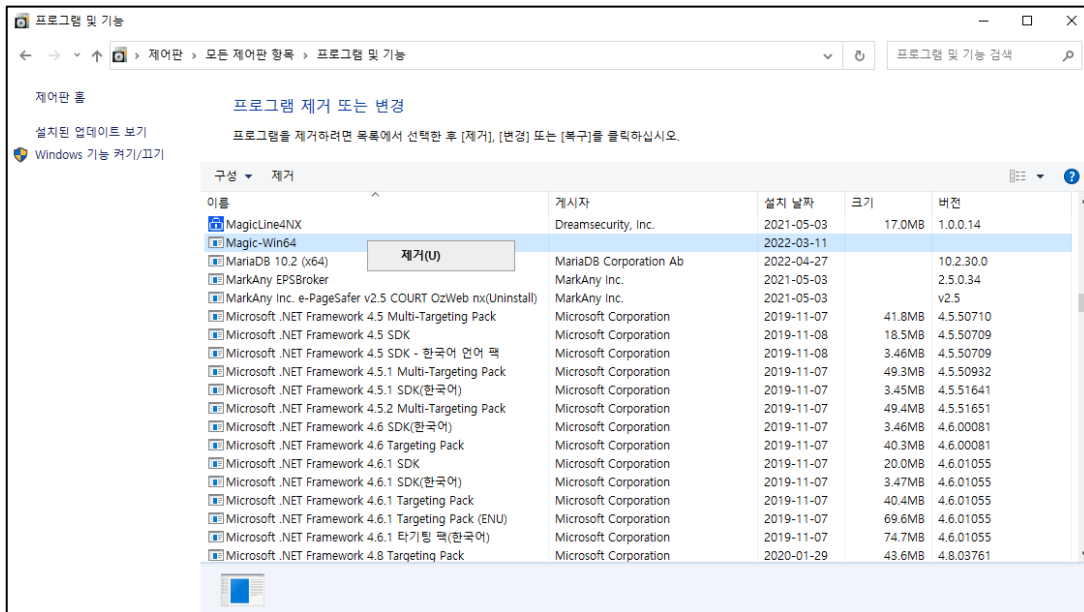 프로그램 및 기능
제어판 › 모든 제어판 항목 › 프로그램 및 기능
프로그램 및 기능 검색
제어판 홈
설치된 업데이트 보기
Windows 기능 켜기/끄기
프로그램 제거 또는 변경
프로그램을 제거하려면 목록에서 선택한 후 [제거], [변경] 또는 [복구]를 클릭하십시오.
구성 제거
이름 게시자 설치 날짜 크기 버전
MagicLine4NX Dreamsecurity, Inc. 2021-05-03 17.0MB 1.0.0.14
Magic-Win64 2022-03-11
제거(U)
MariaDB 10.2 (x64) MariaDB Corporation Ab 2022-04-27 10.2.30.0
MarkAny EPSBroker MarkAny Inc. 2021-05-03 2.5.0.34
MarkAny Inc. e-PageSafer v2.5 COURT OzWeb nx(Uninstall) MarkAny Inc. 2021-05-03 v2.5
Microsoft .NET Framework 4.5 Multi-Targeting Pack Microsoft Corporation 2019-11-07 41.8MB 4.5.50710
Microsoft .NET Framework 4.5 SDK Microsoft Corporation 2019-11-08 18.5MB 4.5.50709
Microsoft .NET Framework 4.5 SDK - 한국어 언어 팩 Microsoft Corporation 2019-11-08 3.46MB 4.5.50709
Microsoft .NET Framework 4.5.1 Multi-Targeting Pack Microsoft Corporation 2019-11-07 49.3MB 4.5.50932
Microsoft .NET Framework 4.5.1 SDK(한국어) Microsoft Corporation 2019-11-07 3.45MB 4.5.51641
Microsoft .NET Framework 4.5.2 Multi-Targeting Pack Microsoft Corporation 2019-11-07 49.4MB 4.5.51651
Microsoft .NET Framework 4.6 SDK(한국어) Microsoft Corporation 2019-11-07 3.46MB 4.6.00081
Microsoft .NET Framework 4.6 Targeting Pack Microsoft Corporation 2019-11-07 40.3MB 4.6.00081
Microsoft .NET Framework 4.6.1 SDK Microsoft Corporation 2019-11-07 20.0MB 4.6.01055
Microsoft .NET Framework 4.6.1 SDK(한국어) Microsoft Corporation 2019-11-07 3.47MB 4.6.01055
Microsoft .NET Framework 4.6.1 Targeting Pack Microsoft Corporation 2019-11-07 40.4MB 4.6.01055
Microsoft .NET Framework 4.6.1 Targeting Pack (ENU) Microsoft Corporation 2019-11-07 69.6MB 4.6.01055
Microsoft .NET Framework 4.6.1 타기팅 팩(한국어) Microsoft Corporation 2019-11-07 74.7MB 4.6.01055
Microsoft .NET Framework 4.8 Targeting Pack Microsoft Corporation 2020-01-29 43.6MB 4.8.03761